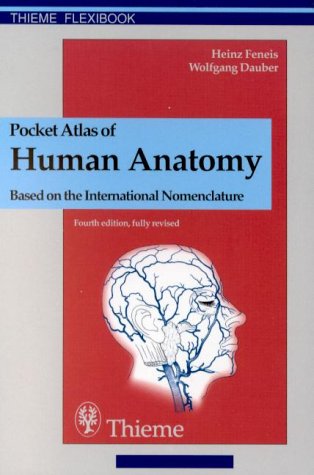 THIEME FLEXIBOOK
Heinz Feneis
Wolfgang Dauber
Pocket Atlas of
Human Anatomy
Based on the International Nomenclature
Fourth edition, fully revised
Thieme